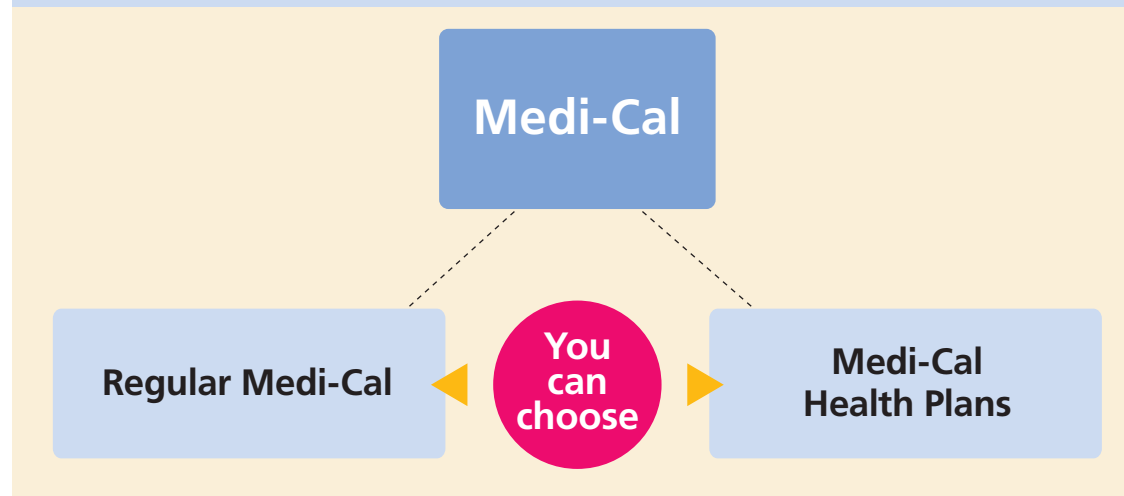 Medi-Cal
Regular Medi-Cal
You
can
choose
Medi-Cal
Health Plans